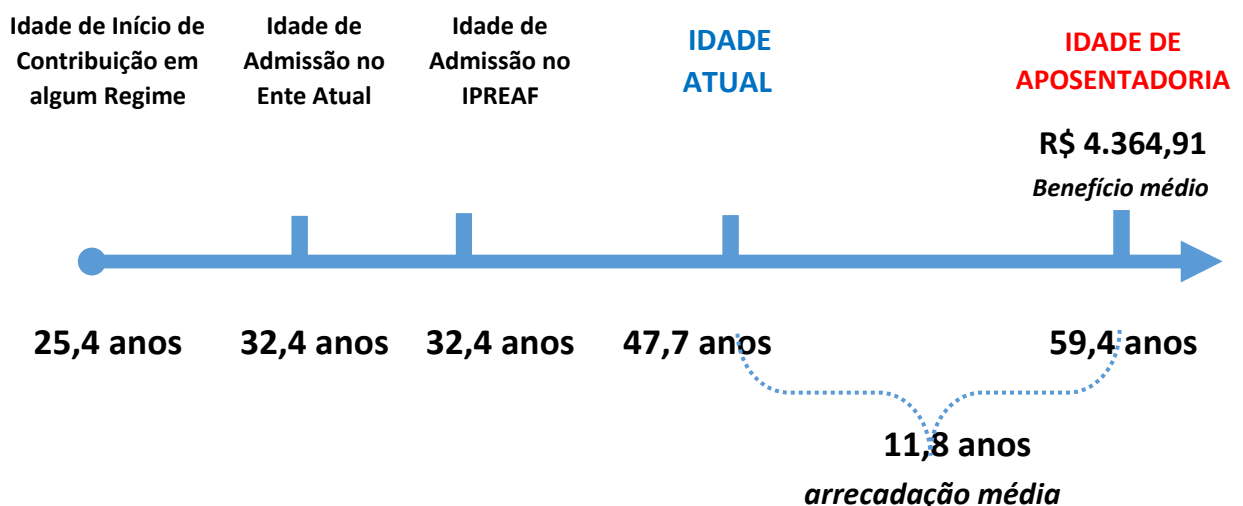 Idade de Início de
Contribuição em
algum Regime
Idade de
Admissão no
Ente Atual
Idade de
Admissão no
IPREAF
IDADE
ATUAL
IDADE DE
APOSENTADORIA
R$ 4.364,91
Benefício médio
25,4 anos
32,4 anos
32,4 anos
47,7 anos
59,4 anos
11,8 anos
arrecadação média